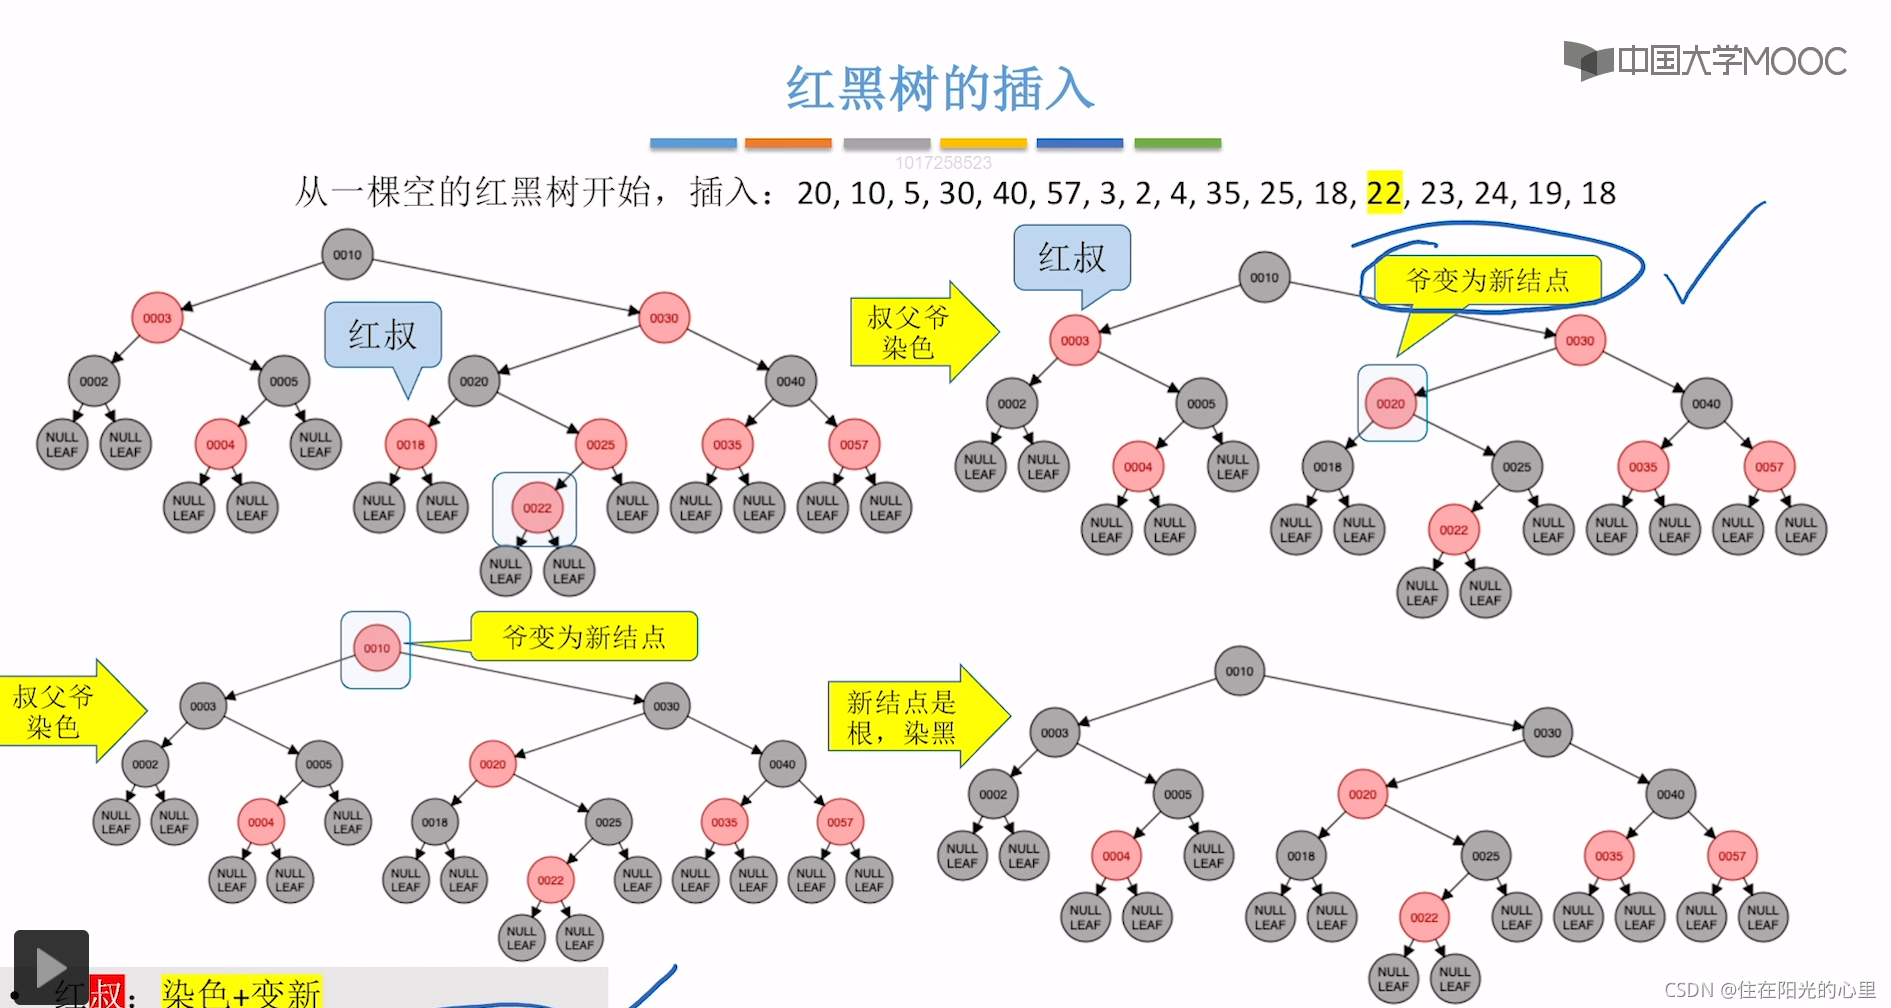 中国大学MOOC
红黑树的插入
1017258523
从一棵空的红黑树开始，插入：20, 10, 5, 30, 40, 57, 3, 2, 4, 35, 25, 18, 22, 23, 24, 19, 18
0010
0003
0030
红叔
0002
0005
0020
0040
NULL LEAF
NULL LEAF
0004
NULL LEAF
0018
0025
0035
0057
NULL LEAF
NULL LEAF
NULL LEAF
NULL LEAF
0022
NULL LEAF
NULL LEAF
NULL LEAF
NULL LEAF
NULL LEAF
NULL LEAF
NULL LEAF
叔父爷
染色
红叔
0010
爷变为新结点
0003
0030
0002
0005
0020
0040
NULL LEAF
NULL LEAF
0004
NULL LEAF
0018
0025
0035
0057
NULL LEAF
NULL LEAF
NULL LEAF
NULL LEAF
0022
NULL LEAF
NULL LEAF
NULL LEAF
NULL LEAF
NULL LEAF
NULL LEAF
NULL LEAF
叔父爷
染色
0010
爷变为新结点
0003
0030
0002
0005
0020
0040
NULL LEAF
NULL LEAF
0004
NULL LEAF
0018
0025
0035
0057
NULL LEAF
NULL LEAF
NULL LEAF
NULL LEAF
0022
NULL LEAF
NULL LEAF
NULL LEAF
NULL LEAF
NULL LEAF
NULL LEAF
NULL LEAF
新结点是
根，染黑
0010
0003
0030
0002
0005
0020
0040
NULL LEAF
NULL LEAF
0004
NULL LEAF
0018
0025
0035
0057
NULL LEAF
NULL LEAF
NULL LEAF
NULL LEAF
0022
NULL LEAF
NULL LEAF
NULL LEAF
NULL LEAF
NULL LEAF
NULL LEAF
NULL LEAF
红叔：染色+变新
CSDN @住在阳光的心里